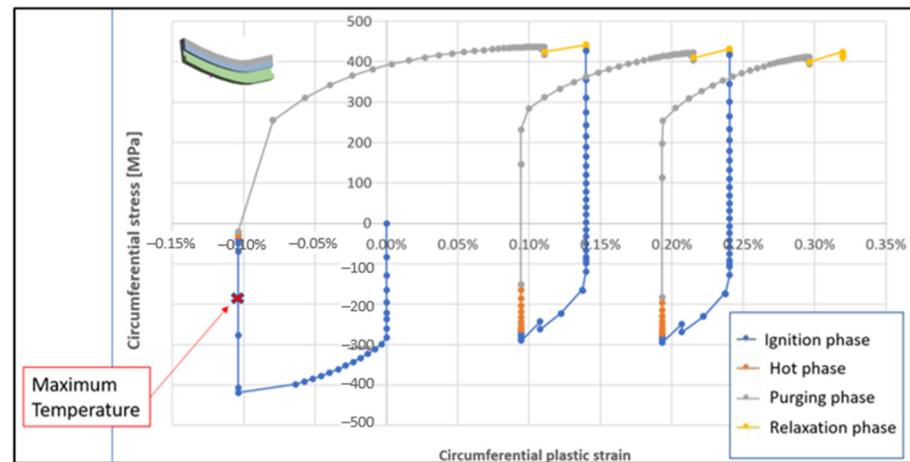 500
400
300
200
100
0
−0.15% −0.10% −0.05% 0.00% 0.05% 0.10% 0.15% 0.20% 0.25% 0.30% 0.35%
−100
−200
−300
−400
−500
Circumferential stress [MPa]
Circumferential plastic strain
Maximum
Temperature
Ignition phase
Hot phase
Purging phase
Relaxation phase